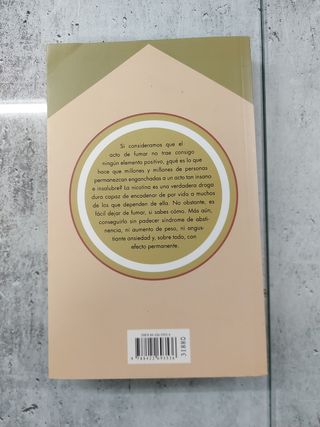 Si consideramos que el
acto de fumar no trae consigo
ningún elemento positivo, ¿qué es lo que
hace que millones y millones de personas
permanezcan enganchadas a un acto tan insano
e insalubre? La nicotina es una verdadera droga
dura capaz de encadenar de por vida a muchos
de los que dependen de ella. No obstante, es
fácil dejar de fumar, si sabes cómo. Más aún,
conseguirlo sin padecer síndrome de absti-
nencia, ni aumento de peso, ni angus-
tiante ansiedad y, sobre todo, con
efecto permanente.
31880